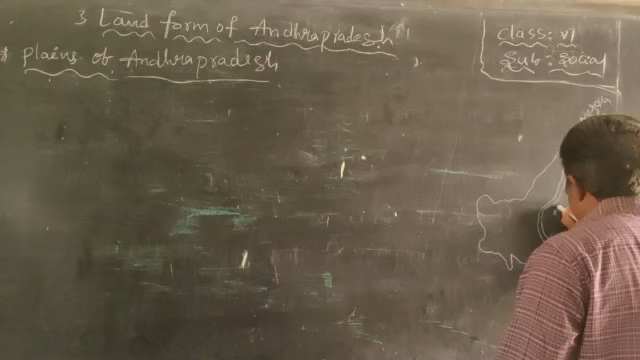 3 Land form of Andhrapradesh
* Plains of Andhrapradesh
Class: VI
Sub: Social